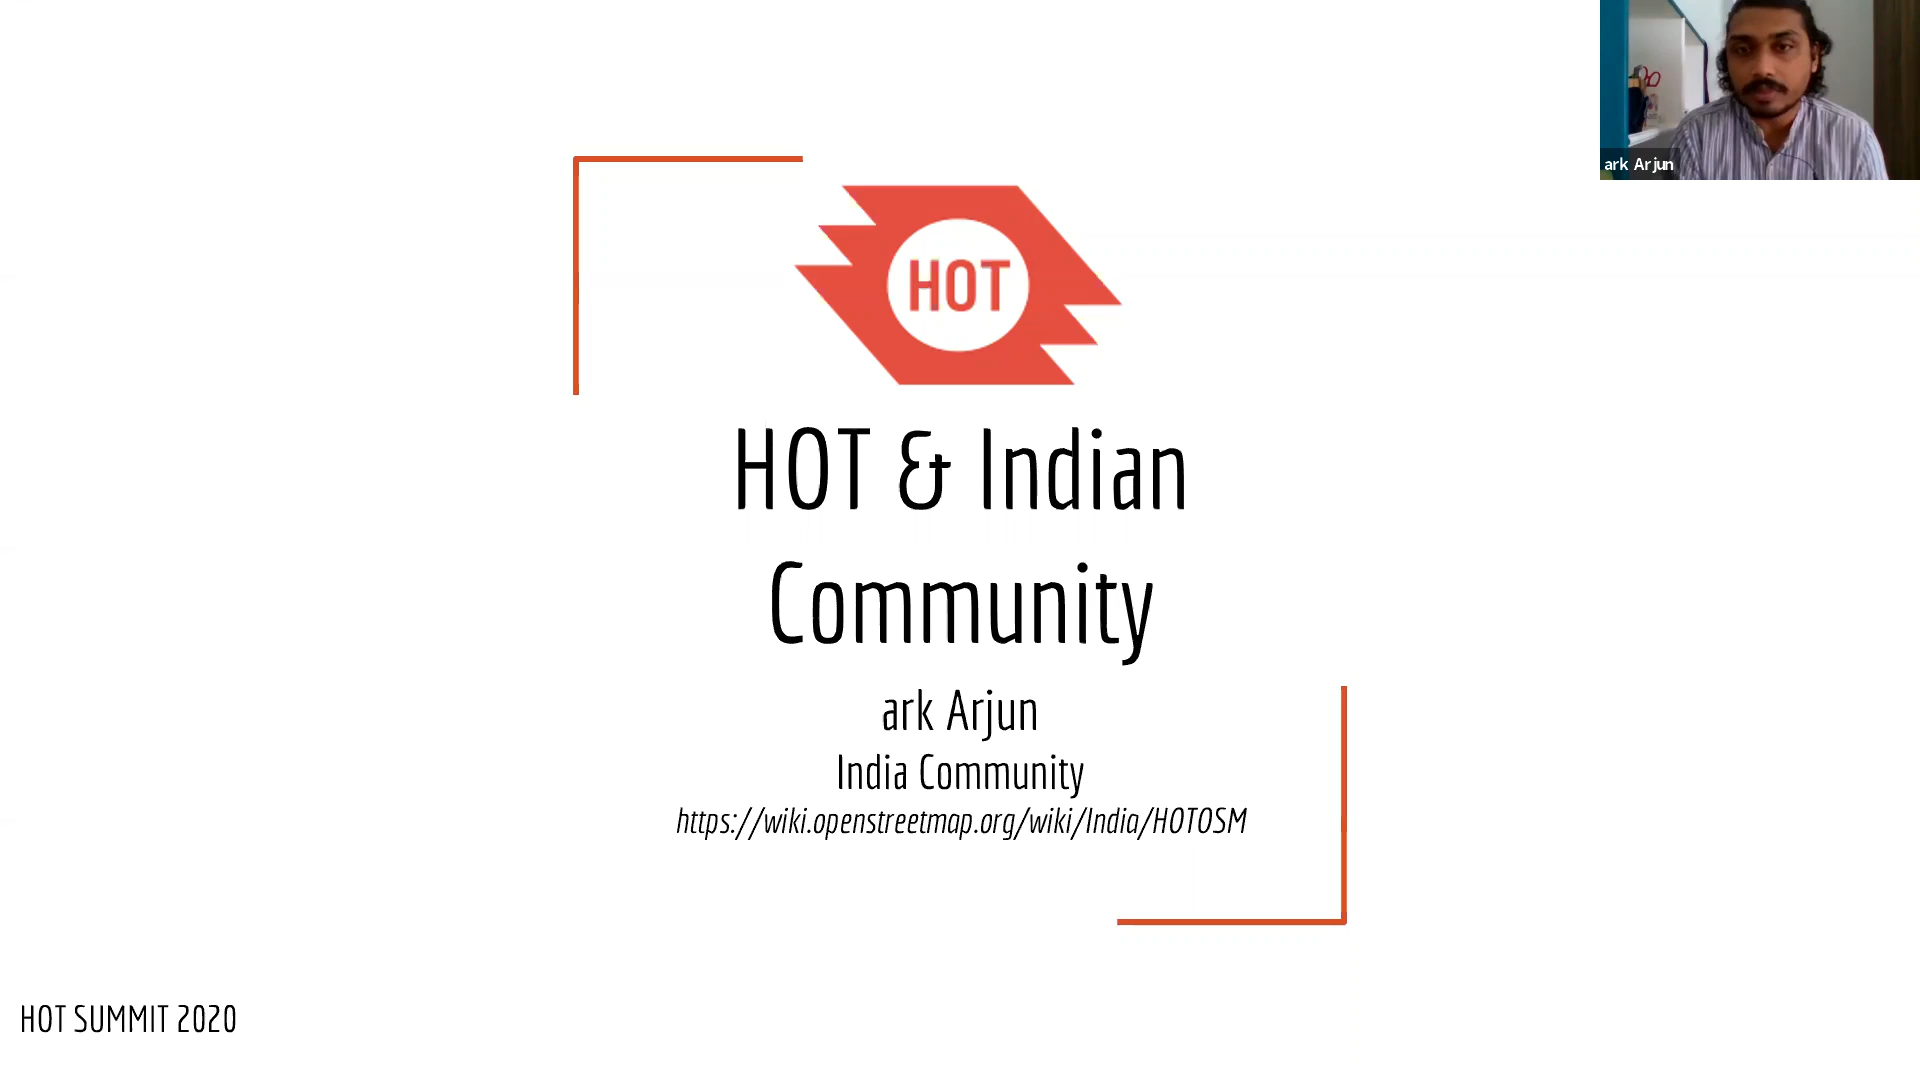 ark Arjun
HOT
HOT & Indian
Community
ark Arjun
India Community
https://wiki.openstreetmap.org/wiki/India/HOTOSM
HOT SUMMIT 2020